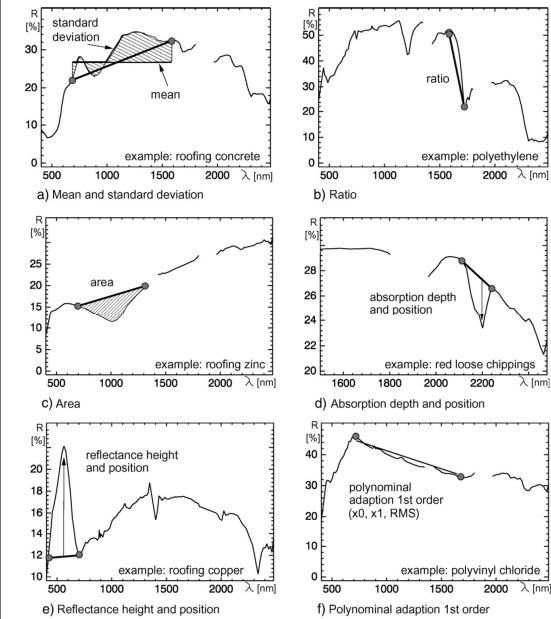 R
[%]
standard
deviation
30
20
10
0
mean
example: roofing concrete
500
1000
1500
2000
λ [nm]
a) Mean and standard deviation
R
[%]
50
40
30
20
10
0
ratio
example: polyethylene
500
1000
1500
2000
λ [nm]
b) Ratio
R
[%]
25
20
15
10
5
0
area
example: roofing zinc
500
1000
1500
2000
λ [nm]
c) Area
R
[%]
28
26
24
22
20
absorption depth
and position
example: red loose chippings
1600
1800
2000
2200
λ [nm]
d) Absorption depth and position
R
[%]
20
18
16
14
12
10
reflectance height
and position
example: roofing copper
500
1000
1500
2000
λ [nm]
e) Reflectance height and position
R
[%]
40
30
20
10
0
polynominal
adaption 1st order
(x0, x1, RMS)
example: polyvinyl chloride
500
1000
1500
2000
λ [nm]
f) Polynominal adaption 1st order